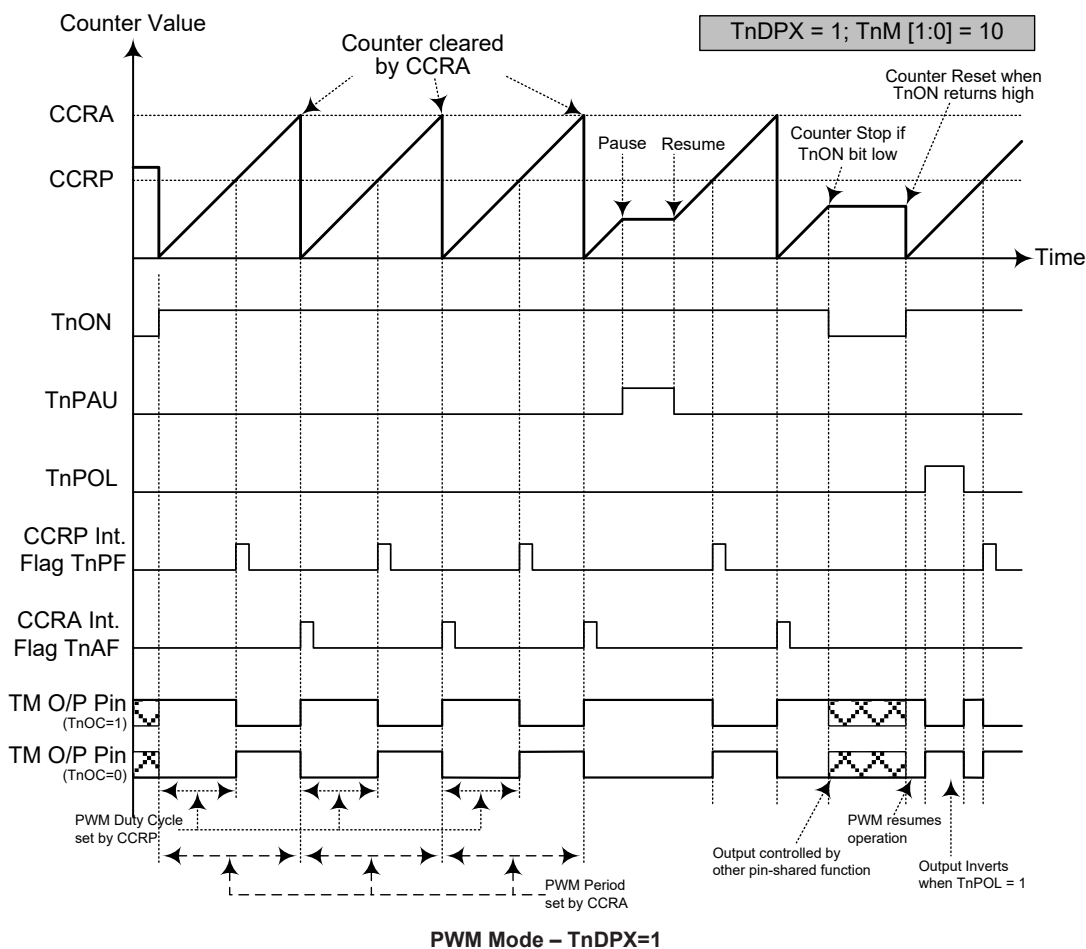 Counter Value
TnDPX = 1; TnM [1:0] = 10
Counter cleared
by CCRA
Counter Reset when
TnON returns high
CCRA
Pause
Resume
Counter Stop if
TnON bit low
CCRP
Time
TnON
TnPAU
TnPOL
CCRP Int.
Flag TnPF
CCRA Int.
Flag TnAF
TM O/P Pin
(TnOC=1)
TM O/P Pin
(TnOC=0)
PWM Duty Cycle
set by CCRP
PWM resumes
operation
Output controlled by
other pin-shared function
Output Inverts
when TnPOL = 1
PWM Period
set by CCRA
PWM Mode – TnDPX=1